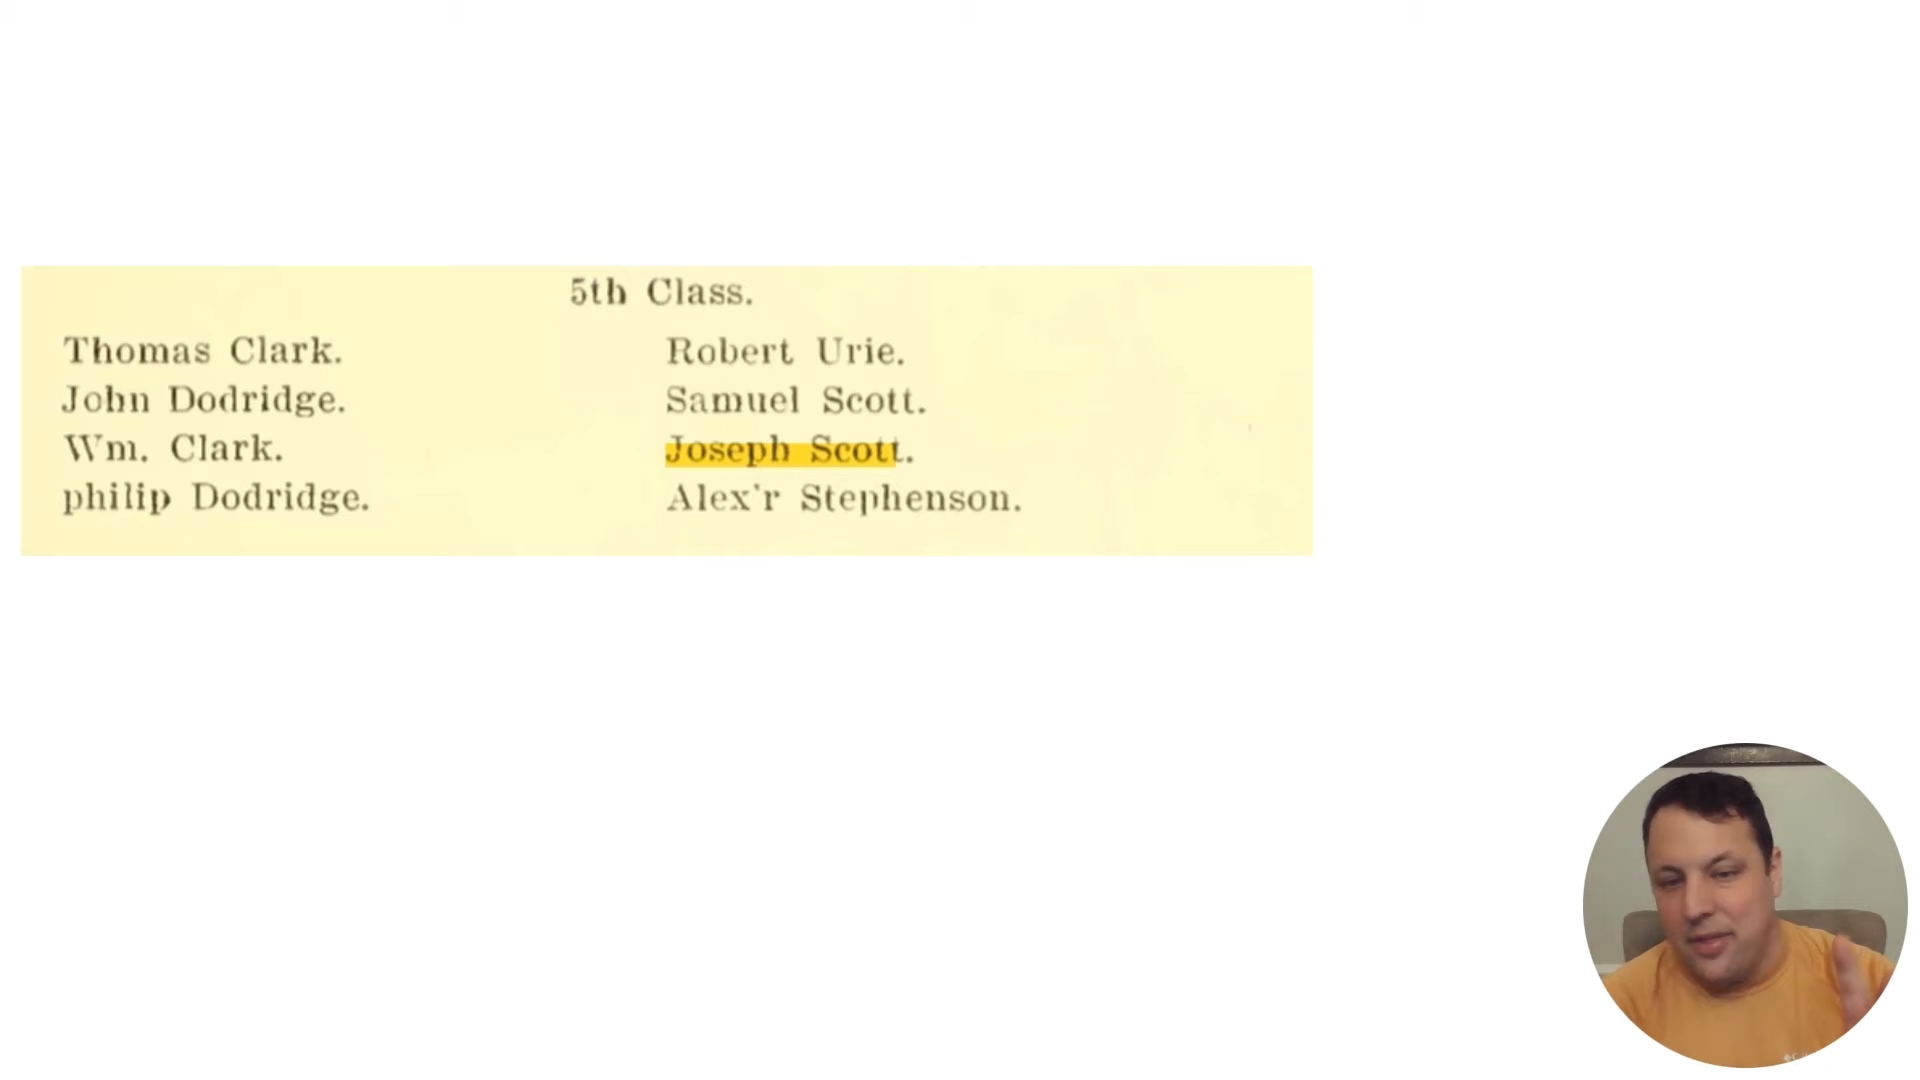 5th Class.
Thomas Clark.
John Dodridge.
Wm. Clark.
philip Dodridge.
Robert Urie.
Samuel Scott.
Joseph Scott.
Alex'r Stephenson.